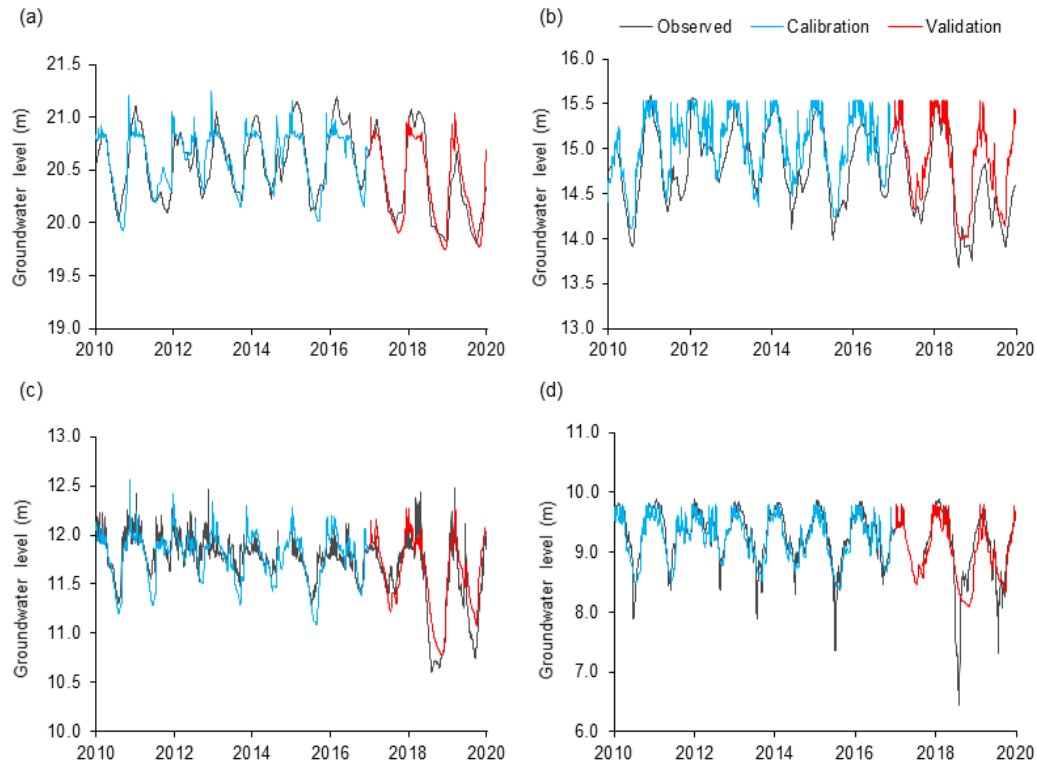 (a)
Groundwater level (m)
21.5
21.0
20.5
20.0
19.5
19.0
2010 2012 2014 2016 2018 2020
(b)
Observed Calibration Validation
Groundwater level (m)
16.0
15.5
15.0
14.5
14.0
13.5
13.0
2010 2012 2014 2016 2018 2020
(c)
Groundwater level (m)
13.0
12.5
12.0
11.5
11.0
10.5
10.0
2010 2012 2014 2016 2018 2020
(d)
Groundwater level (m)
11.0
10.0
9.0
8.0
7.0
6.0
2010 2012 2014 2016 2018 2020